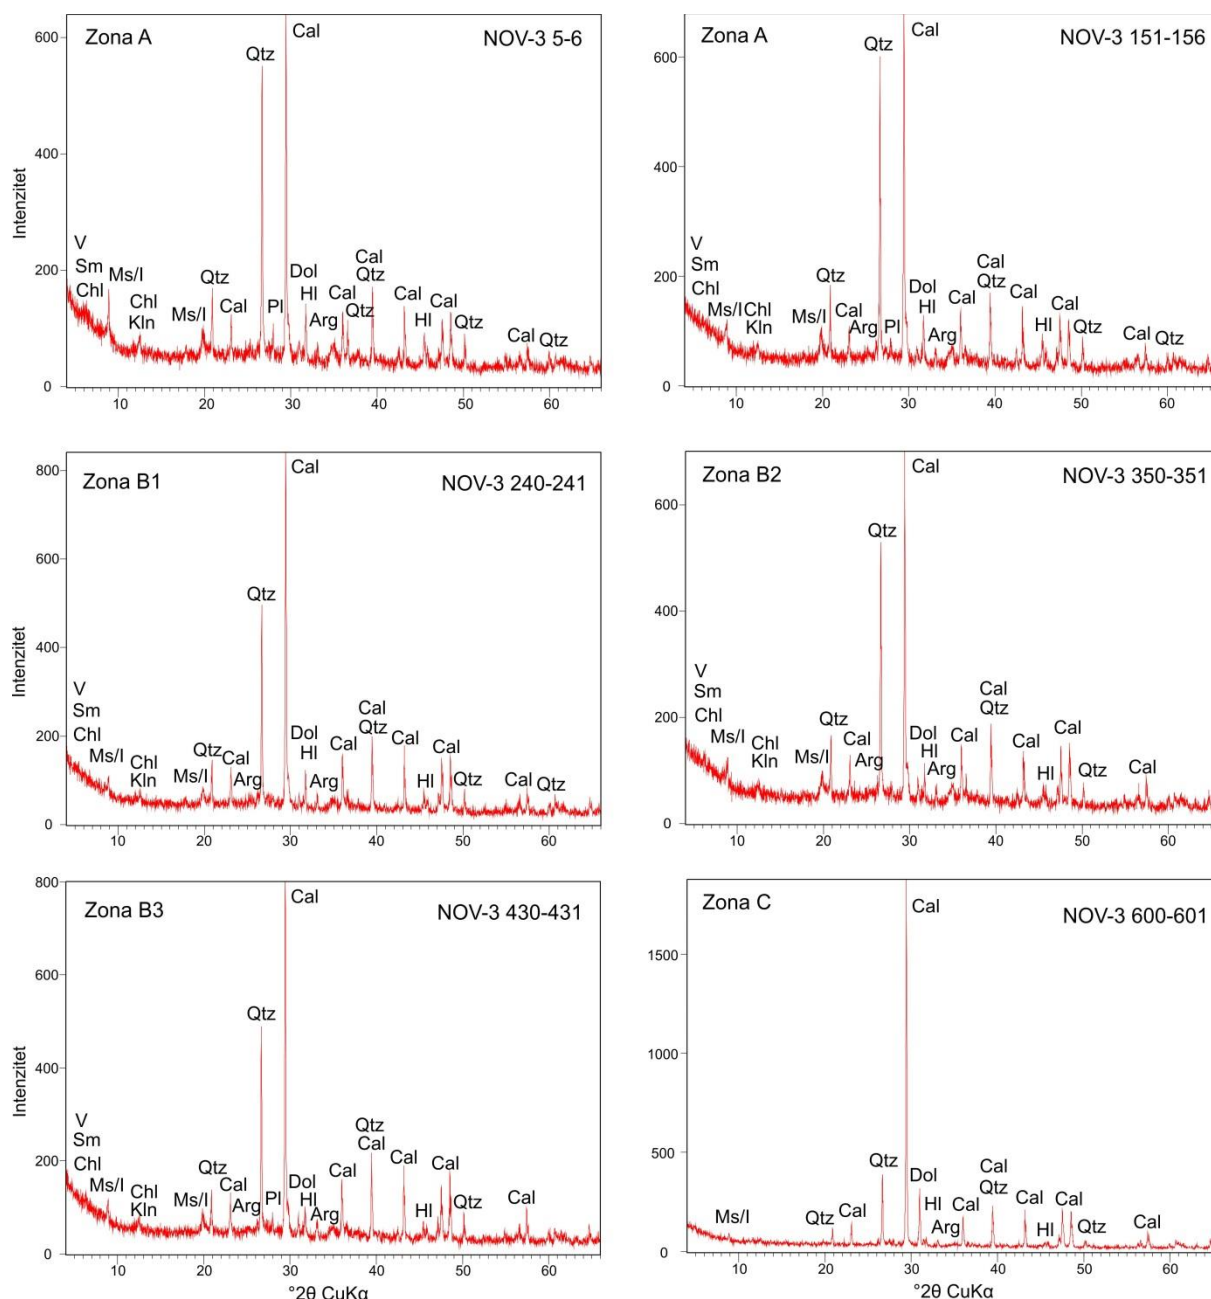 Zona A
NOV-3 5-6
Intenzitet
600
400
200
0
Cal
Qtz
V
Sm
Chl
Ms/I
Chl
Kln
Ms/I
Qtz
Cal
Pl
Dol
Hl
Arg
Cal
Qtz
Cal
Qtz
Cal
Hl
Cal
Qtz
Cal
Qtz
10 20 30 40 50 60
Zona A
NOV-3 151-156
600
400
200
0
Cal
Qtz
V
Sm
Chl
Ms/I
Chl
Kln
Ms/I
Qtz
Cal
Arg
Pl
Dol
Hl
Arg
Cal
Cal
Qtz
Cal
Hl
Cal
Qtz
Cal
Qtz
10 20 30 40 50 60
Zona B1
NOV-3 240-241
Intenzitet
800
600
400
200
0
Cal
Qtz
V
Sm
Chl
Ms/I
Chl
Kln
Ms/I
Qtz
Cal
Arg
Dol
Hl
Arg
Cal
Cal
Qtz
Cal
Hl
Cal
Qtz
Cal
Qtz
10 20 30 40 50 60
Zona B2
NOV-3 350-351
600
400
200
0
Cal
Qtz
V
Sm
Chl
Ms/I
Chl
Kln
Ms/I
Qtz
Cal
Dol
Hl
Arg
Cal
Cal
Qtz
Cal
Hl
Cal
Qtz
Cal
10 20 30 40 50 60
Zona B3
NOV-3 430-431
Intenzitet
800
600
400
200
0
Cal
Qtz
V
Sm
Chl
Ms/I
Chl
Kln
Ms/I
Qtz
Cal
Arg
Pl
Dol
Hl
Arg
Cal
Qtz
Cal
Cal
Hl
Cal
Qtz
Cal
10 20 30 40 50 60
°2θ CuKα
Zona C
NOV-3 600-601
1500
1000
500
0
Cal
Qtz
Ms/I
Qtz
Cal
Dol
Hl
Arg
Cal
Cal
Qtz
Cal
Hl
Cal
Qtz
Cal
10 20 30 40 50 60
°2θ CuKα